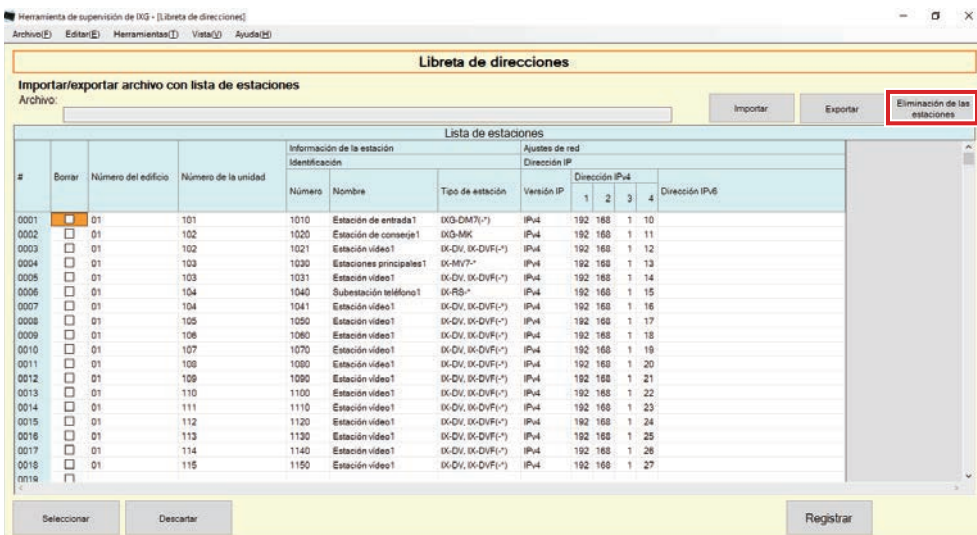 Herramienta de supervisión de IXG - [Libreta de direcciones]
Archivo(F) Editar(E) Herramientas(T) Vista(V) Ayuda(H)
Libreta de direcciones
Importar/exportar archivo con lista de estaciones
Archivo:
Importar Exportar Eliminación de las estaciones
Lista de estaciones
Información de la estación Ajustes de red
Identificación Dirección IP
# Borrar Número del edificio Número de la unidad Número Nombre Tipo de estación Versión IP Dirección IPv4 Dirección IPv6
1 2 3 4
0001 01 101 1010 Estación de entrada1 IXG-DM7(-*) IPv4 192 168 1 10
0002 01 102 1020 Estación de conserje1 IXG-MK IPv4 192 168 1 11
0003 01 102 1021 Estación vídeo1 IX-DV, IX-DVF(-*) IPv4 192 168 1 12
0004 01 103 1030 Estaciones principales1 IX-MV7-* IPv4 192 168 1 13
0005 01 103 1031 Estación vídeo1 IX-DV, IX-DVF(-*) IPv4 192 168 1 14
0006 01 104 1040 Subestación teléfono1 IX-RS-* IPv4 192 168 1 15
0007 01 104 1041 Estación vídeo1 IX-DV, IX-DVF(-*) IPv4 192 168 1 16
0008 01 105 1050 Estación vídeo1 IX-DV, IX-DVF(-*) IPv4 192 168 1 17
0009 01 106 1060 Estación vídeo1 IX-DV, IX-DVF(-*) IPv4 192 168 1 18
0010 01 107 1070 Estación vídeo1 IX-DV, IX-DVF(-*) IPv4 192 168 1 19
0011 01 108 1080 Estación vídeo1 IX-DV, IX-DVF(-*) IPv4 192 168 1 20
0012 01 109 1090 Estación vídeo1 IX-DV, IX-DVF(-*) IPv4 192 168 1 21
0013 01 110 1100 Estación vídeo1 IX-DV, IX-DVF(-*) IPv4 192 168 1 22
0014 01 111 1110 Estación vídeo1 IX-DV, IX-DVF(-*) IPv4 192 168 1 23
0015 01 112 1120 Estación vídeo1 IX-DV, IX-DVF(-*) IPv4 192 168 1 24
0016 01 113 1130 Estación vídeo1 IX-DV, IX-DVF(-*) IPv4 192 168 1 25
0017 01 114 1140 Estación vídeo1 IX-DV, IX-DVF(-*) IPv4 192 168 1 26
0018 01 115 1150 Estación vídeo1 IX-DV, IX-DVF(-*) IPv4 192 168 1 27
0019
Seleccionar Descartar Registrar